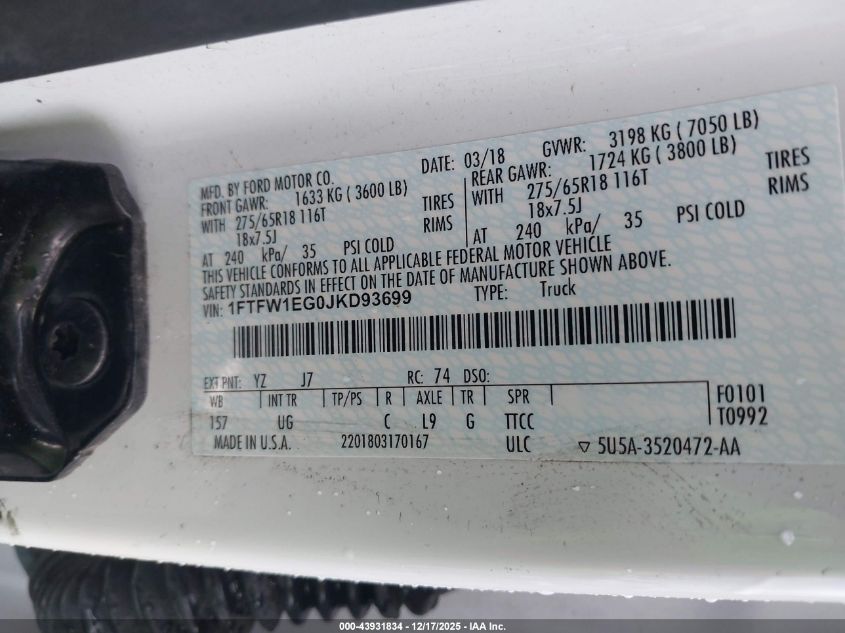 MFD. BY FORD MOTOR CO.
DATE: 03/18 GVWR: 3198 KG ( 7050 LB)
FRONT GAWR: 1633 KG ( 3600 LB)
REAR GAWR: 1724 KG ( 3800 LB)
WITH 275/65R18 116T TIRES
WITH 275/65R18 116T TIRES
18x7.5J RIMS
18x7.5J RIMS
AT 240 kPa/ 35 PSI COLD
AT 240 kPa/ 35 PSI COLD
THIS VEHICLE CONFORMS TO ALL APPLICABLE FEDERAL MOTOR VEHICLE
SAFETY STANDARDS IN EFFECT ON THE DATE OF MANUFACTURE SHOWN ABOVE.
VIN: 1FTFW1EG0JKD93699 TYPE: Truck
EXT PNT: YZ J7 RC: 74 DSO:
WB INT TR TP/PS R AXLE TR SPR F0101
157 UG C L9 G TTCC T0992
MADE IN U.S.A. 2201803170167 ULC ▽ 5U5A-3520472-AA
000-43931834 | 12/17/2025 - IAA Inc.